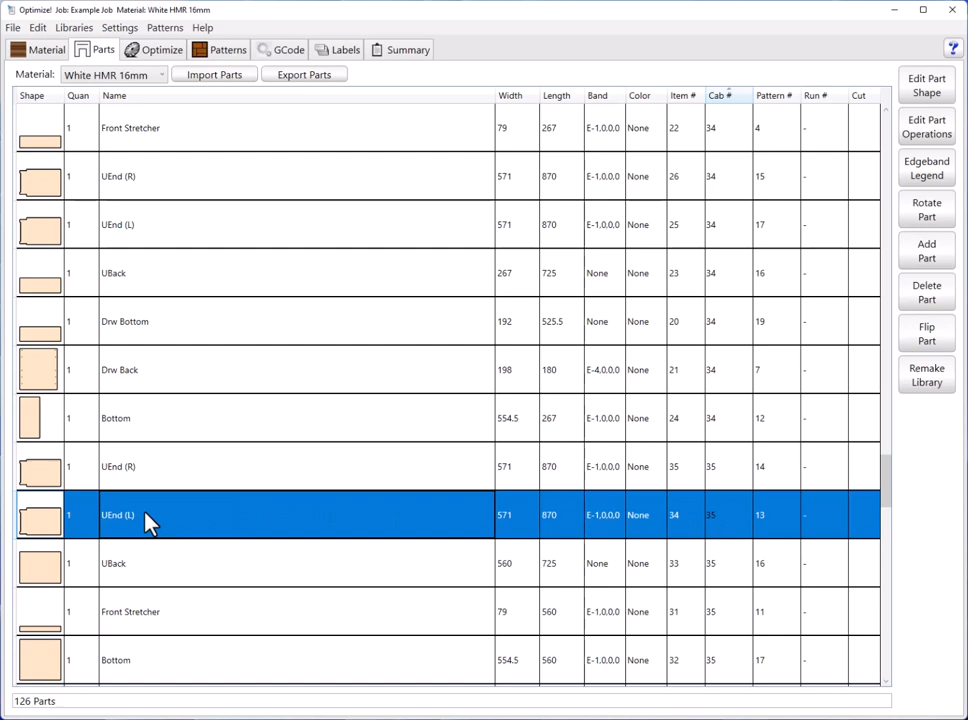 Optimize! Job: Example Job Material: White HMR 16mm
File Edit Libraries Settings Patterns Help
Material Parts Optimize Patterns GCode Labels Summary ?
Material: White HMR 16mm Import Parts Export Parts
Shape Quan Name Width Length Band Color Item # Cab # Pattern # Run # Cut
1 Front Stretcher 79 267 E-1,0,0,0 None 22 34 4 -
1 UEnd (R) 571 870 E-1,0,0,0 None 26 34 15 -
1 UEnd (L) 571 870 E-1,0,0,0 None 25 34 17 -
1 UBack 267 725 None None 23 34 16 -
1 Drw Bottom 192 525.5 None None 20 34 19 -
1 Drw Back 198 180 E-4,0,0,0 None 21 34 7 -
1 Bottom 554.5 267 E-1,0,0,0 None 24 34 12 -
1 UEnd (R) 571 870 E-1,0,0,0 None 35 35 14 -
1 UEnd (L) 571 870 E-1,0,0,0 None 34 35 13 -
1 UBack 560 725 None None 33 35 16 -
1 Front Stretcher 79 560 E-1,0,0,0 None 31 35 11 -
1 Bottom 554.5 560 E-1,0,0,0 None 32 35 17 -
Edit Part
Shape
Edit Part
Operations
Edgeband
Legend
Rotate
Part
Add
Part
Delete
Part
Flip
Part
Remake
Library
126 Parts